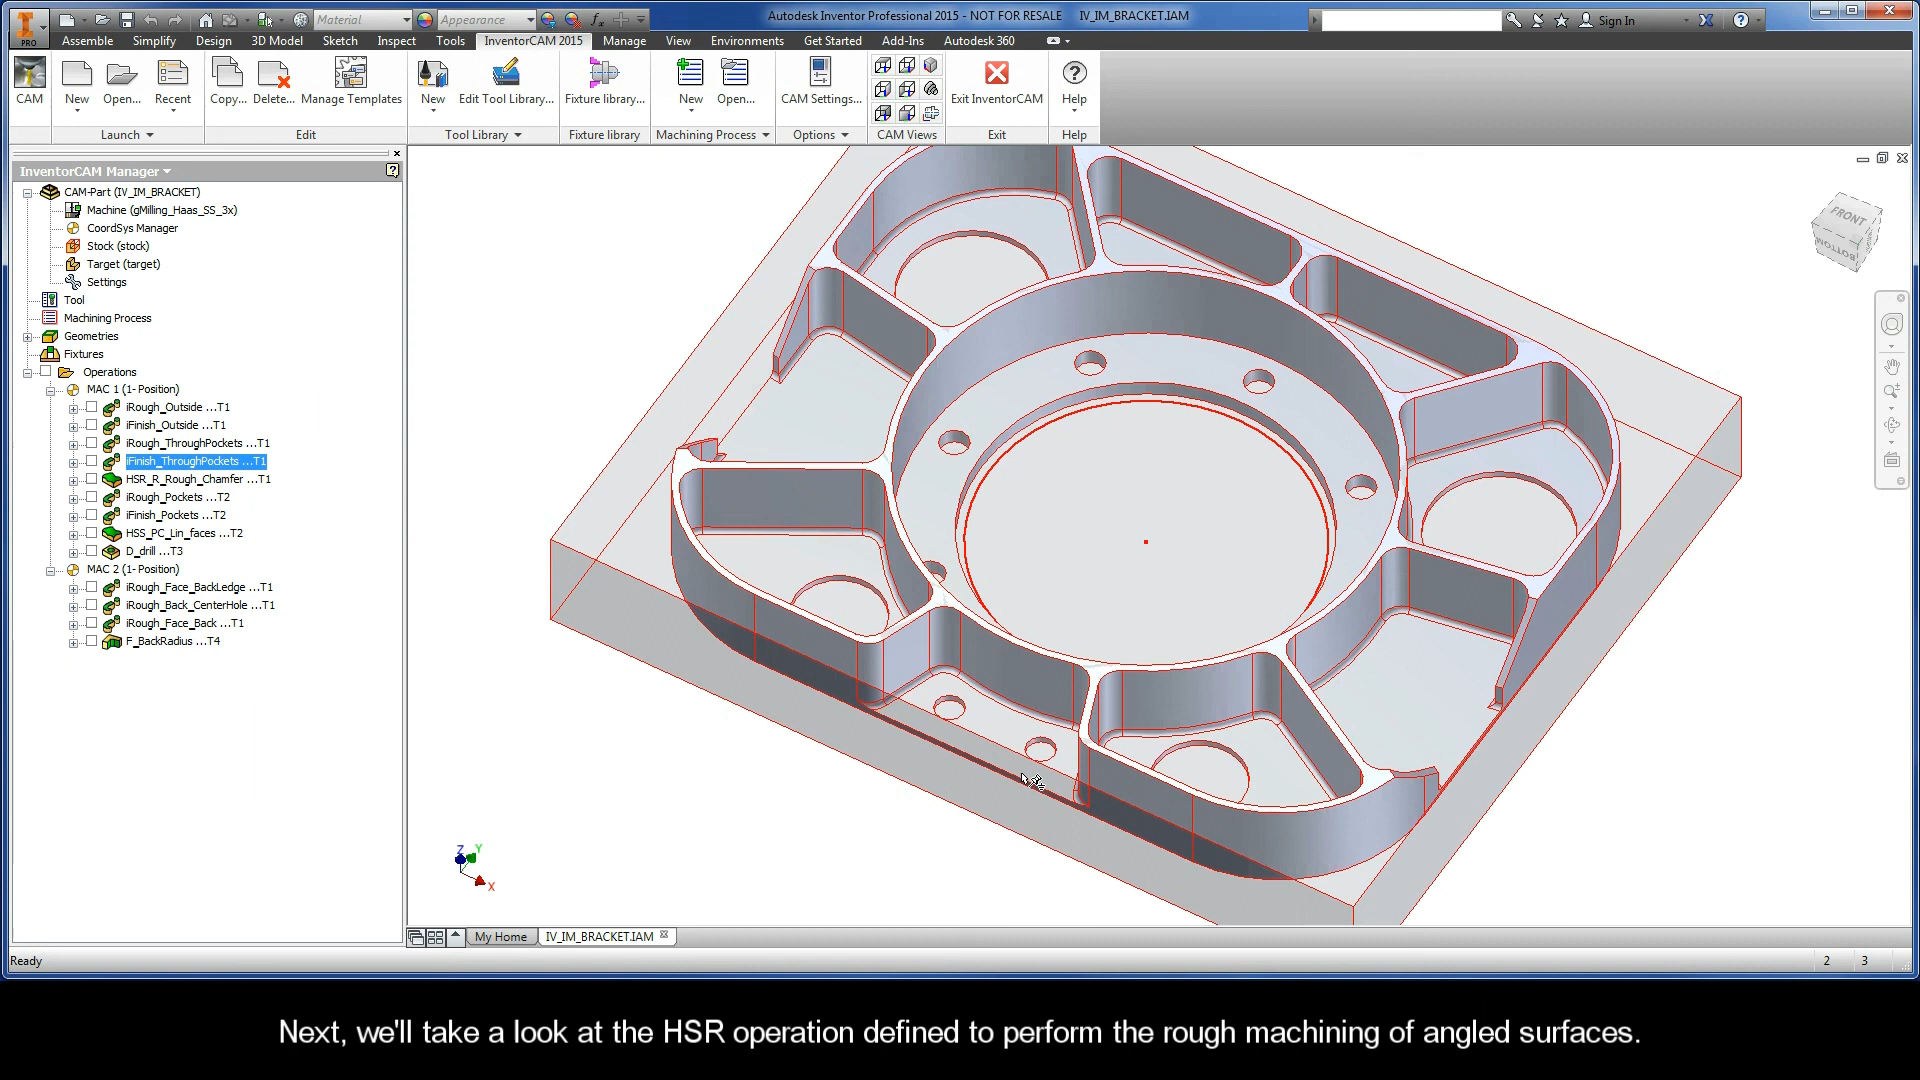 Material
Appearance
Autodesk Inventor Professional 2015 - NOT FOR RESALE IV_IM_BRACKET.IAM
Sign In
PRO
Assemble Simplify Design 3D Model Sketch Inspect Tools InventorCAM 2015 Manage View Environments Get Started Add-Ins Autodesk 360
CAM New Open... Recent Copy... Delete... Manage Templates New Edit Tool Library... Fixture library... New Open... CAM Settings... Exit InventorCAM Help
Launch Edit Tool Library Fixture library Machining Process Options CAM Views Exit Help
InventorCAM Manager
CAM-Part (IV_IM_BRACKET)
Machine (gMilling_Haas_SS_3x)
CoordSys Manager
Stock (stock)
Target (target)
Settings
Tool
Machining Process
Geometries
Fixtures
Operations
MAC 1 (1- Position)
iRough_Outside ...T1
iFinish_Outside ...T1
iRough_ThroughPockets ...T1
iFinish_ThroughPockets ...T1
HSR_R_Rough_Chamfer ...T1
iRough_Pockets ...T2
iFinish_Pockets ...T2
HSS_PC_Lin_faces ...T2
D_drill ...T3
MAC 2 (1- Position)
iRough_Face_BackLedge ...T1
iRough_Back_CenterHole ...T1
iRough_Face_Back ...T1
F_BackRadius ...T4
FRONT
BOTTOM
Z Y
X
My Home IV_IM_BRACKET.IAM
Ready 2 3
Next, we'll take a look at the HSR operation defined to perform the rough machining of angled surfaces.